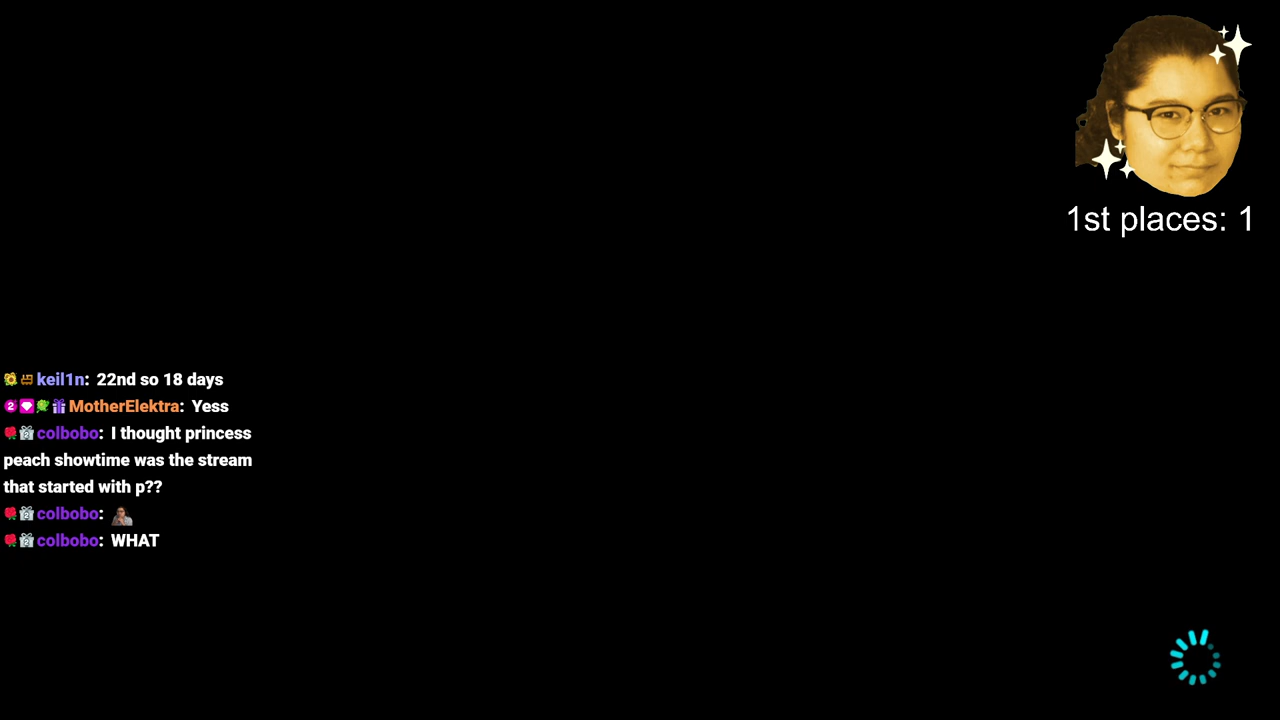 1st places: 1
keil1n: 22nd so 18 days
MotherElektra: Yess
colbobo: I thought princess
peach showtime was the stream
that started with p??
colbobo:
colbobo: WHAT